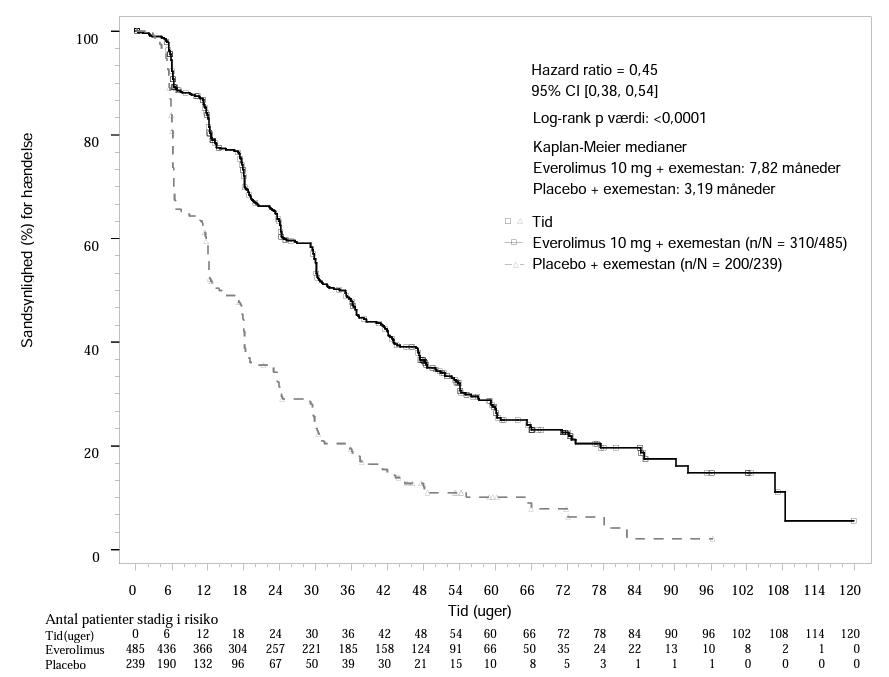 Hazard ratio = 0,45
95% CI [0,38, 0,54]
Log-rank p værdi: <0,0001
Kaplan-Meier medianer
Everolimus 10 mg + exemestan: 7,82 måneder
Placebo + exemestan: 3,19 måneder
Tid
Everolimus 10 mg + exemestan (n/N = 310/485)
Placebo + exemestan (n/N = 200/239)
Sandsynlighed (%) for hændelse
100
80
60
40
20
0
0 6 12 18 24 30 36 42 48 54 60 66 72 78 84 90 96 102 108 114 120
Tid (uger)
Antal patienter stadig i risiko
Tid(uger) 0 6 12 18 24 30 36 42 48 54 60 66 72 78 84 90 96 102 108 114 120
Everolimus 485 436 366 304 257 221 185 158 124 91 66 50 35 24 22 13 10 8 2 1 0
Placebo 239 190 132 96 67 50 39 30 21 15 10 8 5 3 1 1 1 0 0 0 0